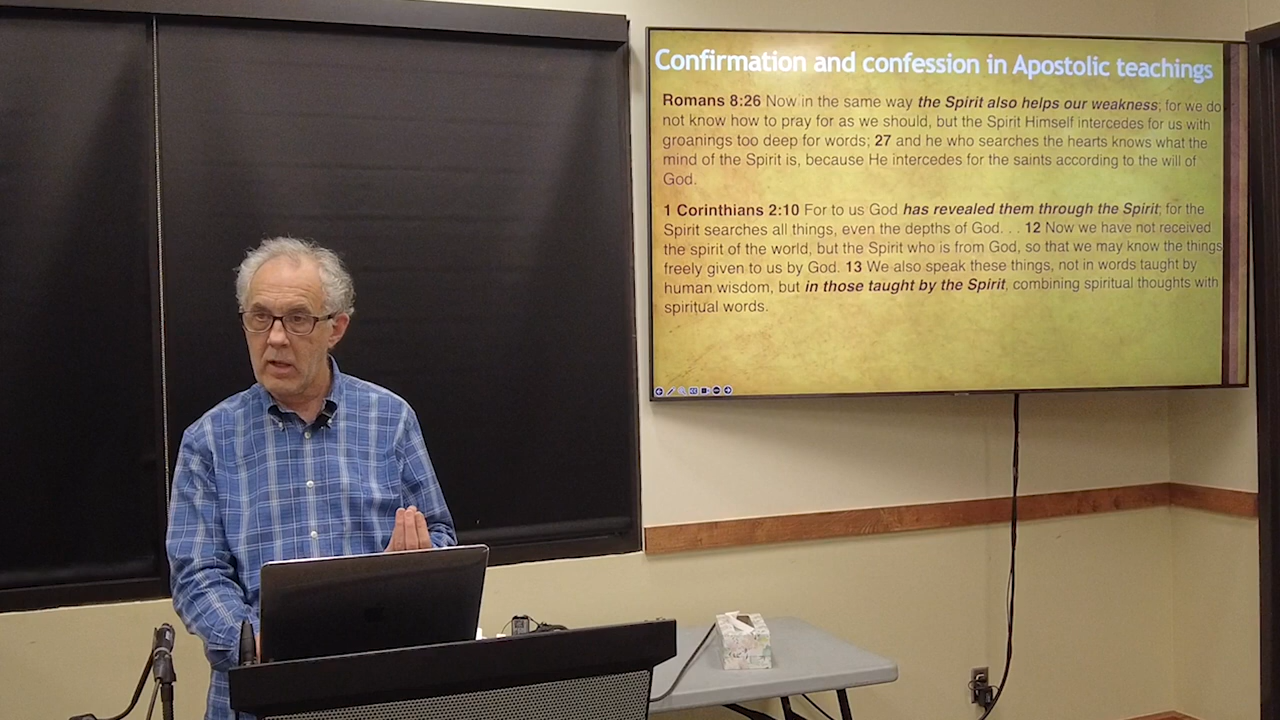 Confirmation and confession in Apostolic teachings
Romans 8:26 Now in the same way the Spirit also helps our weakness; for we do
not know how to pray for as we should, but the Spirit Himself intercedes for us with
groanings too deep for words; 27 and he who searches the hearts knows what the
mind of the Spirit is, because He intercedes for the saints according to the will of
God.
1 Corinthians 2:10 For to us God has revealed them through the Spirit; for the
Spirit searches all things, even the depths of God. . . 12 Now we have not received
the spirit of the world, but the Spirit who is from God, so that we may know the things
freely given to us by God. 13 We also speak these things, not in words taught by
human wisdom, but in those taught by the Spirit, combining spiritual thoughts with
spiritual words.